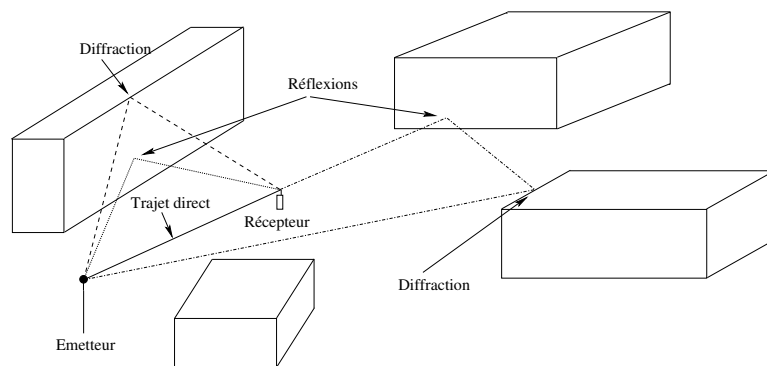 Diffraction
Réflexions
Trajet direct
Récepteur
Diffraction
Emetteur